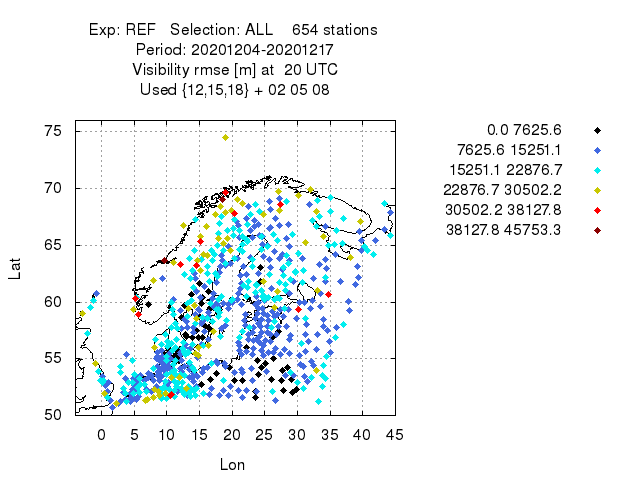 Exp: REF   Selection: ALL    654 stations
Period: 20201204-20201217
Visibility rmse [m] at  20 UTC
Used {12,15,18} + 02 05 08
0.0 7625.6
7625.6 15251.1
15251.1 22876.7
22876.7 30502.2
30502.2 38127.8
38127.8 45753.3
75
70
65
60
55
50
Lat
0 5 10 15 20 25 30 35 40 45
Lon